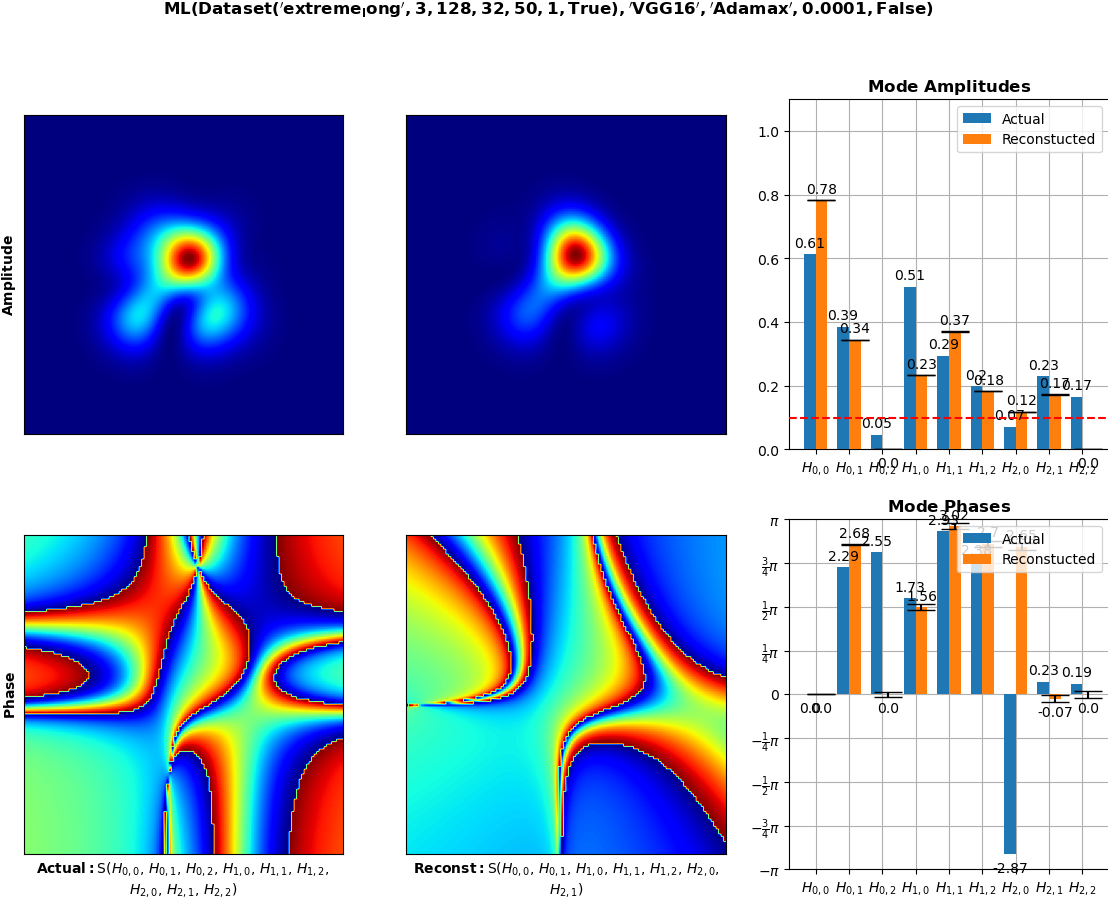 ML(Dataset('extreme_long', 3, 128, 32, 50, 1, True), 'VGG16', 'Adamax', 0.0001, False)
Amplitude
Mode Amplitudes
Actual
Reconstucted
1.0
0.8
0.6
0.4
0.2
0.0
0.61
0.78
0.39
0.34
0.05
0.0
0.51
0.23
0.29
0.37
0.2
0.18
0.07
0.12
0.23
0.17
0.17
0.0
H0,0 H0,1 H0,2 H1,0 H1,1 H1,2 H2,0 H2,1 H2,2
Phase
Mode Phases
Actual
Reconstucted
π
3/4π
1/2π
1/4π
0
−1/4π
−1/2π
−3/4π
−π
0.0
2.29
2.68
2.55
0.0
1.73
1.56
2.93
3.02
2.7
-2.87
0.23
-0.07
0.19
0.0
H0,0 H0,1 H0,2 H1,0 H1,1 H1,2 H2,0 H2,1 H2,2
Actual: S(H0,0, H0,1, H0,2, H1,0, H1,1, H1,2,
H2,0, H2,1, H2,2)
Reconst: S(H0,0, H0,1, H1,0, H1,1, H1,2, H2,0,
H2,1)